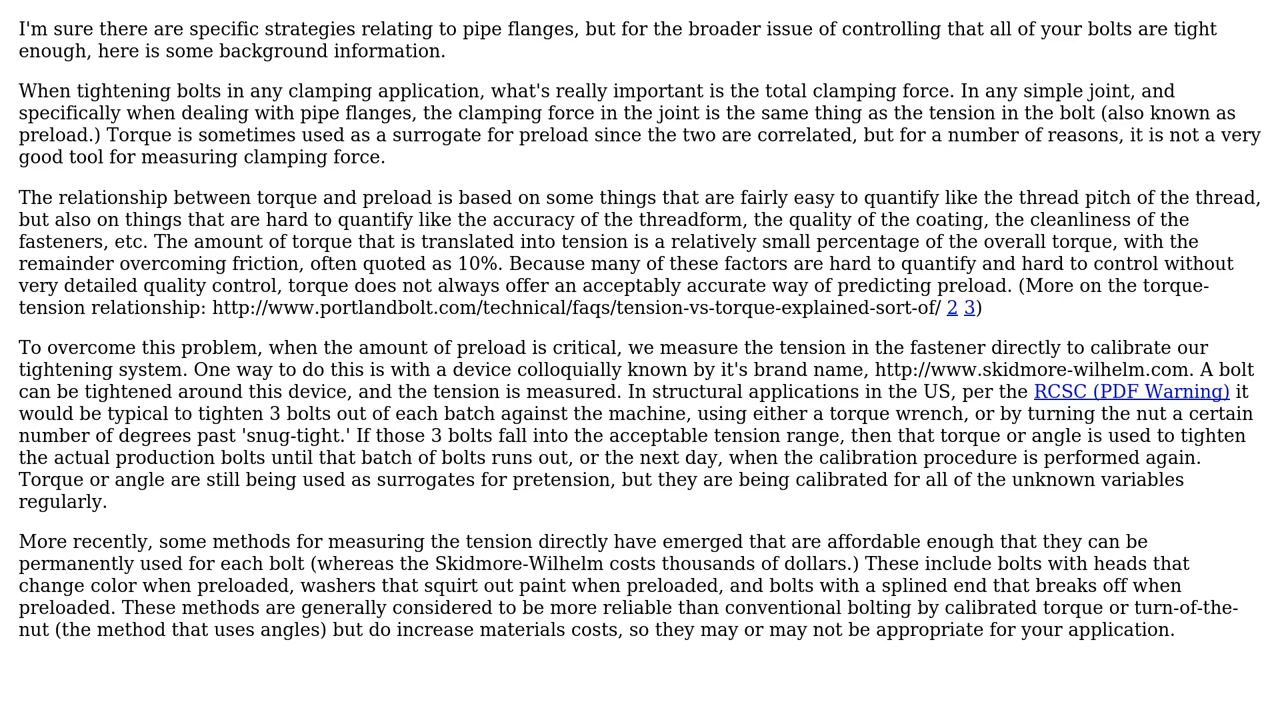 I'm sure there are specific strategies relating to pipe flanges, but for the broader issue of controlling that all of your bolts are tight
enough, here is some background information.
When tightening bolts in any clamping application, what's really important is the total clamping force. In any simple joint, and
specifically when dealing with pipe flanges, the clamping force in the joint is the same thing as the tension in the bolt (also known as
preload.) Torque is sometimes used as a surrogate for preload since the two are correlated, but for a number of reasons, it is not a very
good tool for measuring clamping force.
The relationship between torque and preload is based on some things that are fairly easy to quantify like the thread pitch of the thread,
but also on things that are hard to quantify like the accuracy of the threadform, the quality of the coating, the cleanliness of the
fasteners, etc. The amount of torque that is translated into tension is a relatively small percentage of the overall torque, with the
remainder overcoming friction, often quoted as 10%. Because many of these factors are hard to quantify and hard to control without
very detailed quality control, torque does not always offer an acceptably accurate way of predicting preload. (More on the torque-
tension relationship: http://www.portlandbolt.com/technical/faqs/tension-vs-torque-explained-sort-of/ 2 3)
To overcome this problem, when the amount of preload is critical, we measure the tension in the fastener directly to calibrate our
tightening system. One way to do this is with a device colloquially known by it's brand name, http://www.skidmore-wilhelm.com. A bolt
can be tightened around this device, and the tension is measured. In structural applications in the US, per the RCSC (PDF Warning) it
would be typical to tighten 3 bolts out of each batch against the machine, using either a torque wrench, or by turning the nut a certain
number of degrees past 'snug-tight.' If those 3 bolts fall into the acceptable tension range, then that torque or angle is used to tighten
the actual production bolts until that batch of bolts runs out, or the next day, when the calibration procedure is performed again.
Torque or angle are still being used as surrogates for pretension, but they are being calibrated for all of the unknown variables
regularly.
More recently, some methods for measuring the tension directly have emerged that are affordable enough that they can be
permanently used for each bolt (whereas the Skidmore-Wilhelm costs thousands of dollars.) These include bolts with heads that
change color when preloaded, washers that squirt out paint when preloaded, and bolts with a splined end that breaks off when
preloaded. These methods are generally considered to be more reliable than conventional bolting by calibrated torque or turn-of-the-
nut (the method that uses angles) but do increase materials costs, so they may or may not be appropriate for your application.